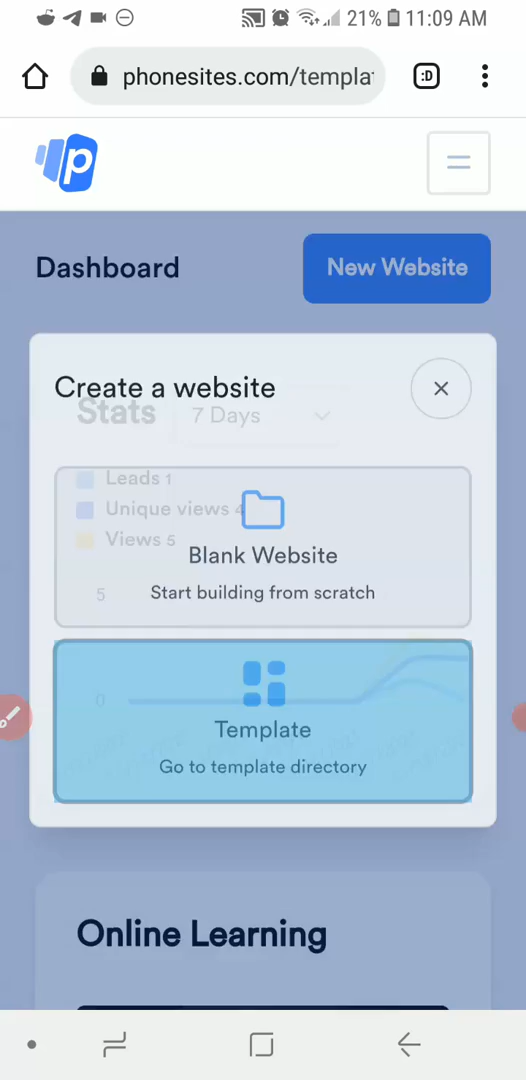 21% 11:09 AM
phonesites.com/templa
:D
p
Dashboard
New Website
Create a website
Stats
7 Days
Leads 1
Unique views 4
Views 5
Blank Website
5
Start building from scratch
0
Template
Go to template directory
Online Learning